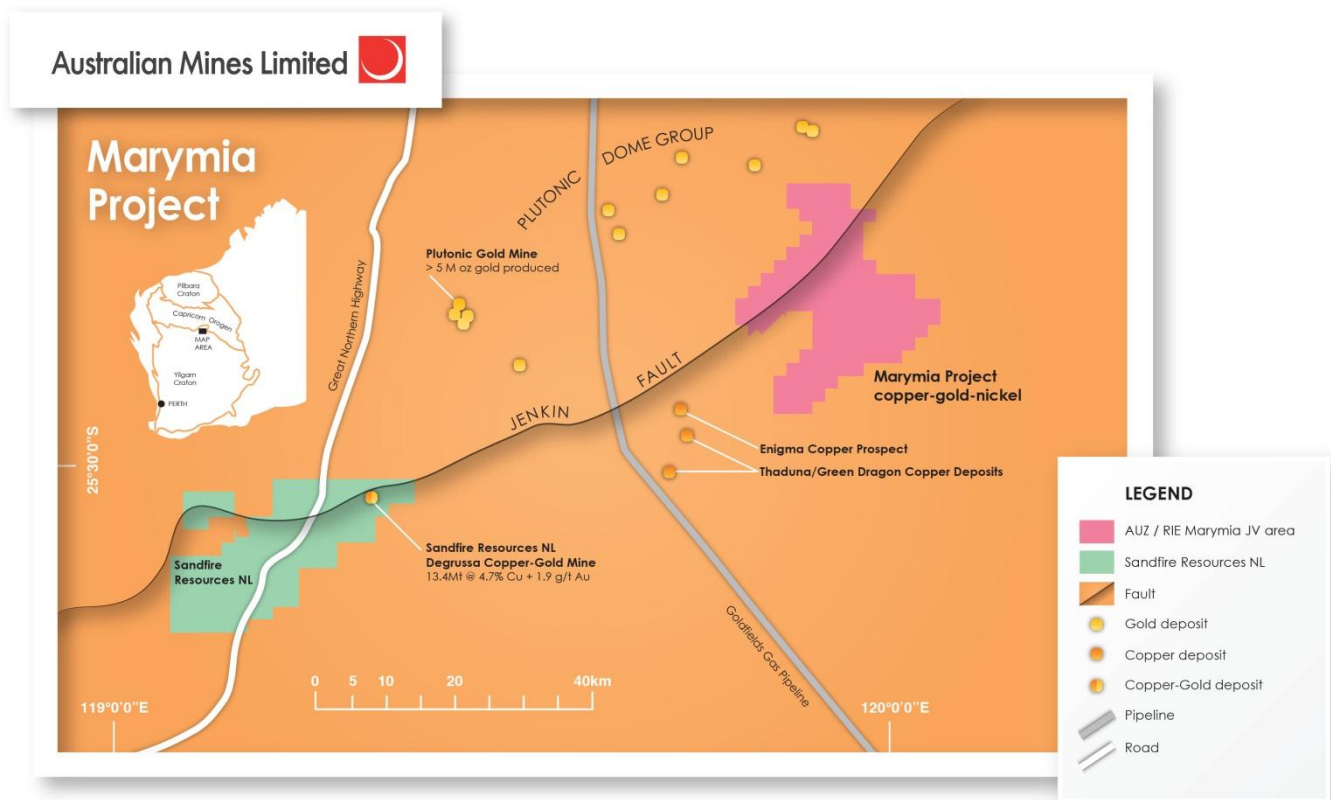 Australian Mines Limited
Marymia
Project
Pilbara
Craton
Capricorn Orogen
MAP
AREA
Yilgarn
Craton
PERTH
Great Northern Highway
PLUTONIC DOME GROUP
Plutonic Gold Mine
> 5 M oz gold produced
JENKIN FAULT
Marymia Project
copper-gold-nickel
Enigma Copper Prospect
Thaduna/Green Dragon Copper Deposits
25°30'0"S
Sandfire
Resources NL
Sandfire Resources NL
Degrussa Copper-Gold Mine
13.4Mt @ 4.7% Cu + 1.9 g/t Au
Goldfields Gas Pipeline
0 5 10 20 40km
119°0'0"E
120°0'0"E
LEGEND
AUZ / RIE Marymia JV area
Sandfire Resources NL
Fault
Gold deposit
Copper deposit
Copper-Gold deposit
Pipeline
Road